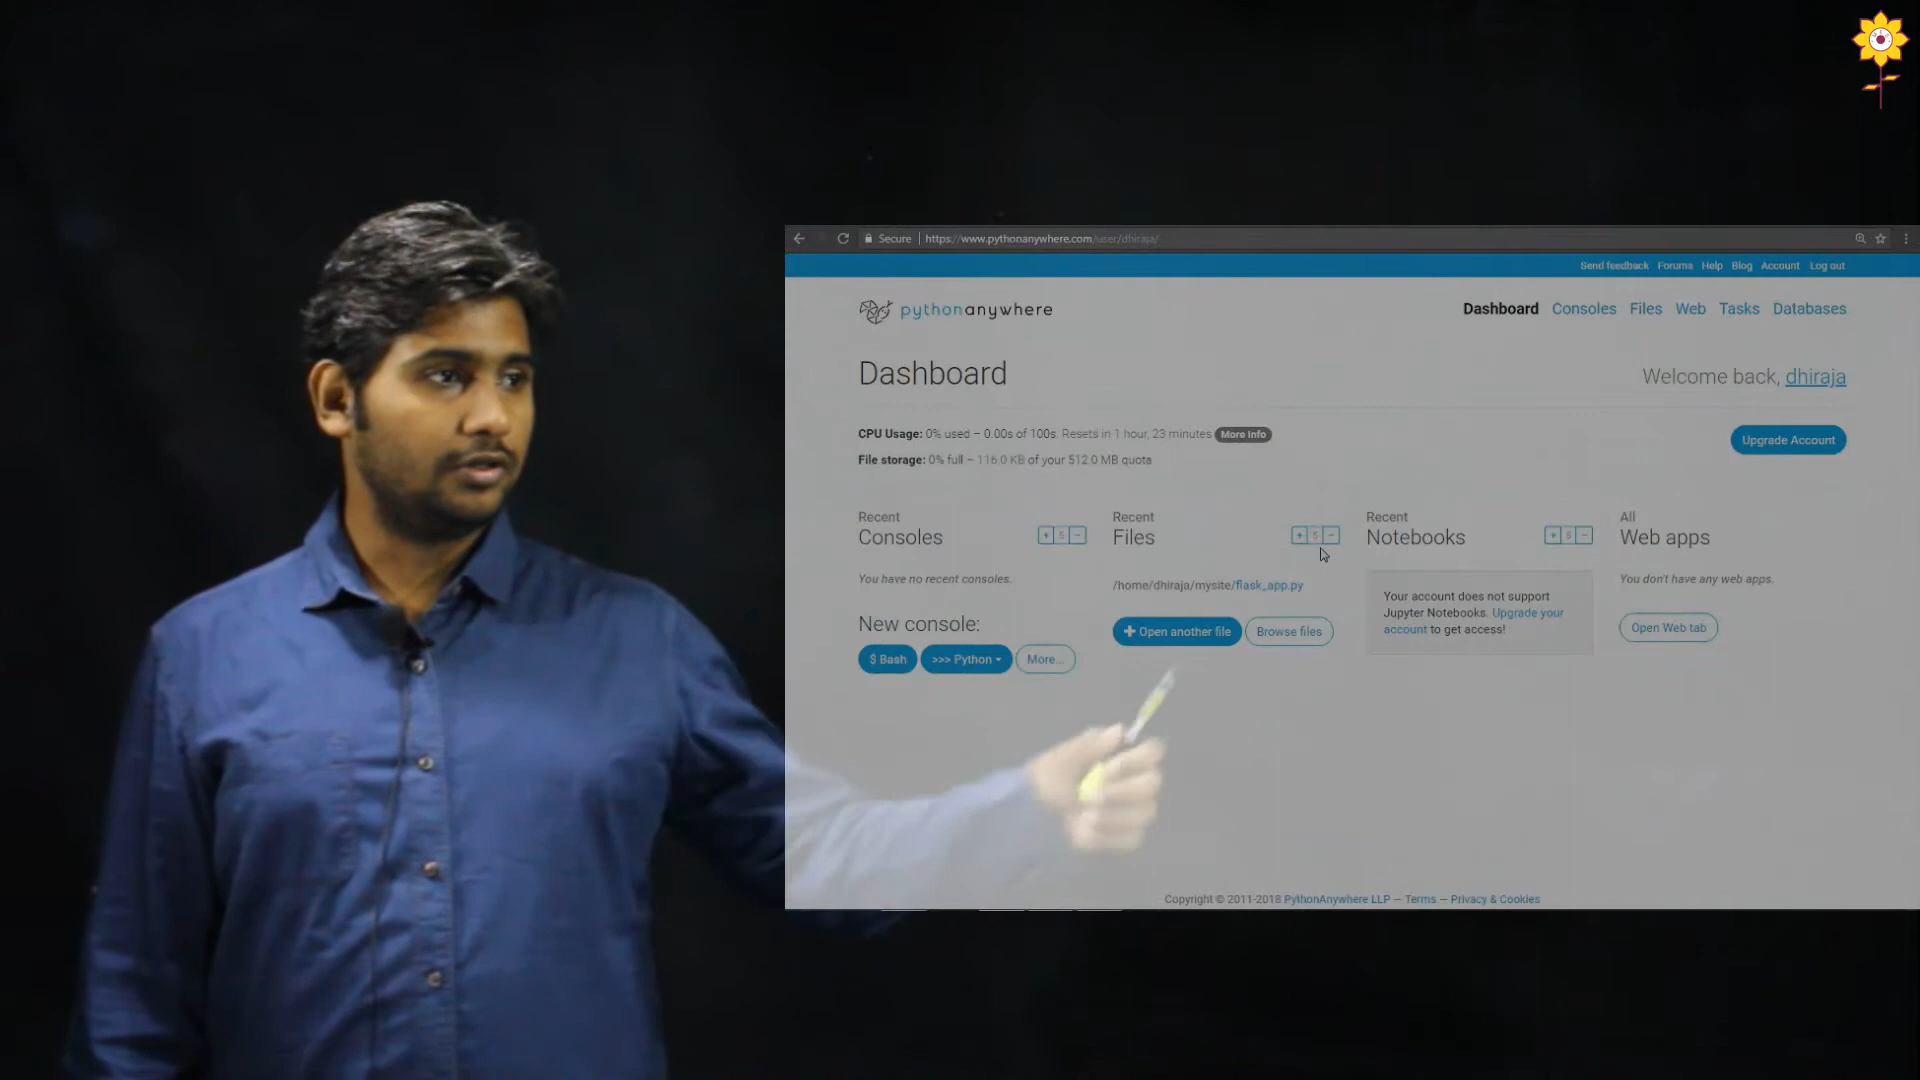 Secure https://www.pythonanywhere.com/user/dhiraja/
Send feedback Forums Help Blog Account Log out
pythonanywhere
Dashboard Consoles Files Web Tasks Databases
Dashboard
Welcome back, dhiraja
CPU Usage: 0% used – 0.00s of 100s. Resets in 1 hour, 23 minutes More Info
Upgrade Account
File storage: 0% full – 116.0 KB of your 512.0 MB quota
Recent
Consoles
+ 5 -
You have no recent consoles.
New console:
$ Bash >>> Python More...
Recent
Files
+ 5 -
/home/dhiraja/mysite/flask_app.py
+ Open another file Browse files
Recent
Notebooks
+ 5 -
Your account does not support
Jupyter Notebooks. Upgrade your
account to get access!
All
Web apps
You don't have any web apps.
Open Web tab
Copyright © 2011-2018 PythonAnywhere LLP — Terms — Privacy & Cookies